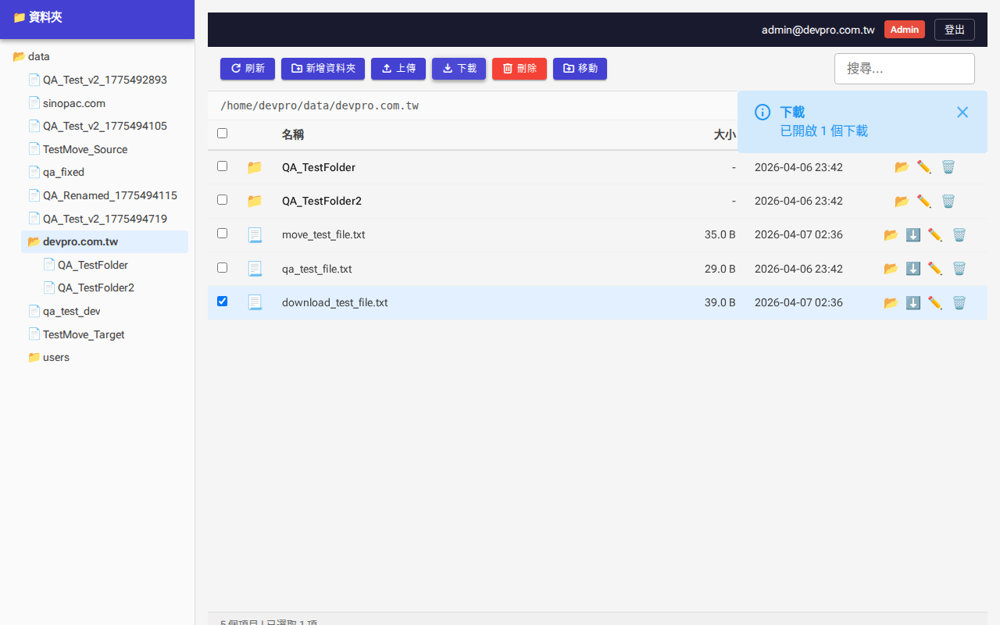 資料夾
data
QA_Test_v2_1775492893
sinopac.com
QA_Test_v2_1775494105
TestMove_Source
qa_fixed
QA_Renamed_1775494115
QA_Test_v2_1775494719
devpro.com.tw
QA_TestFolder
QA_TestFolder2
qa_test_dev
TestMove_Target
users
admin@devpro.com.tw Admin 登出
刷新 新增資料夾 上傳 下載 刪除 移動 搜尋...
/home/devpro/data/devpro.com.tw
下載
已開啟 1 個下載
名稱 大小
QA_TestFolder - 2026-04-06 23:42
QA_TestFolder2 - 2026-04-06 23:42
move_test_file.txt 35.0 B 2026-04-07 02:36
qa_test_file.txt 29.0 B 2026-04-06 23:42
download_test_file.txt 39.0 B 2026-04-07 02:36
5 個項目 | 已選取 1 項